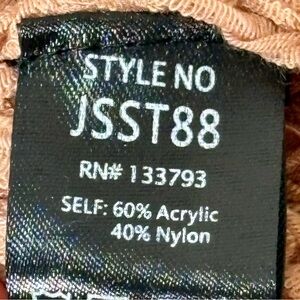 STYLE NO
JSST88
RN# 133793
SELF: 60% Acrylic
40% Nylon